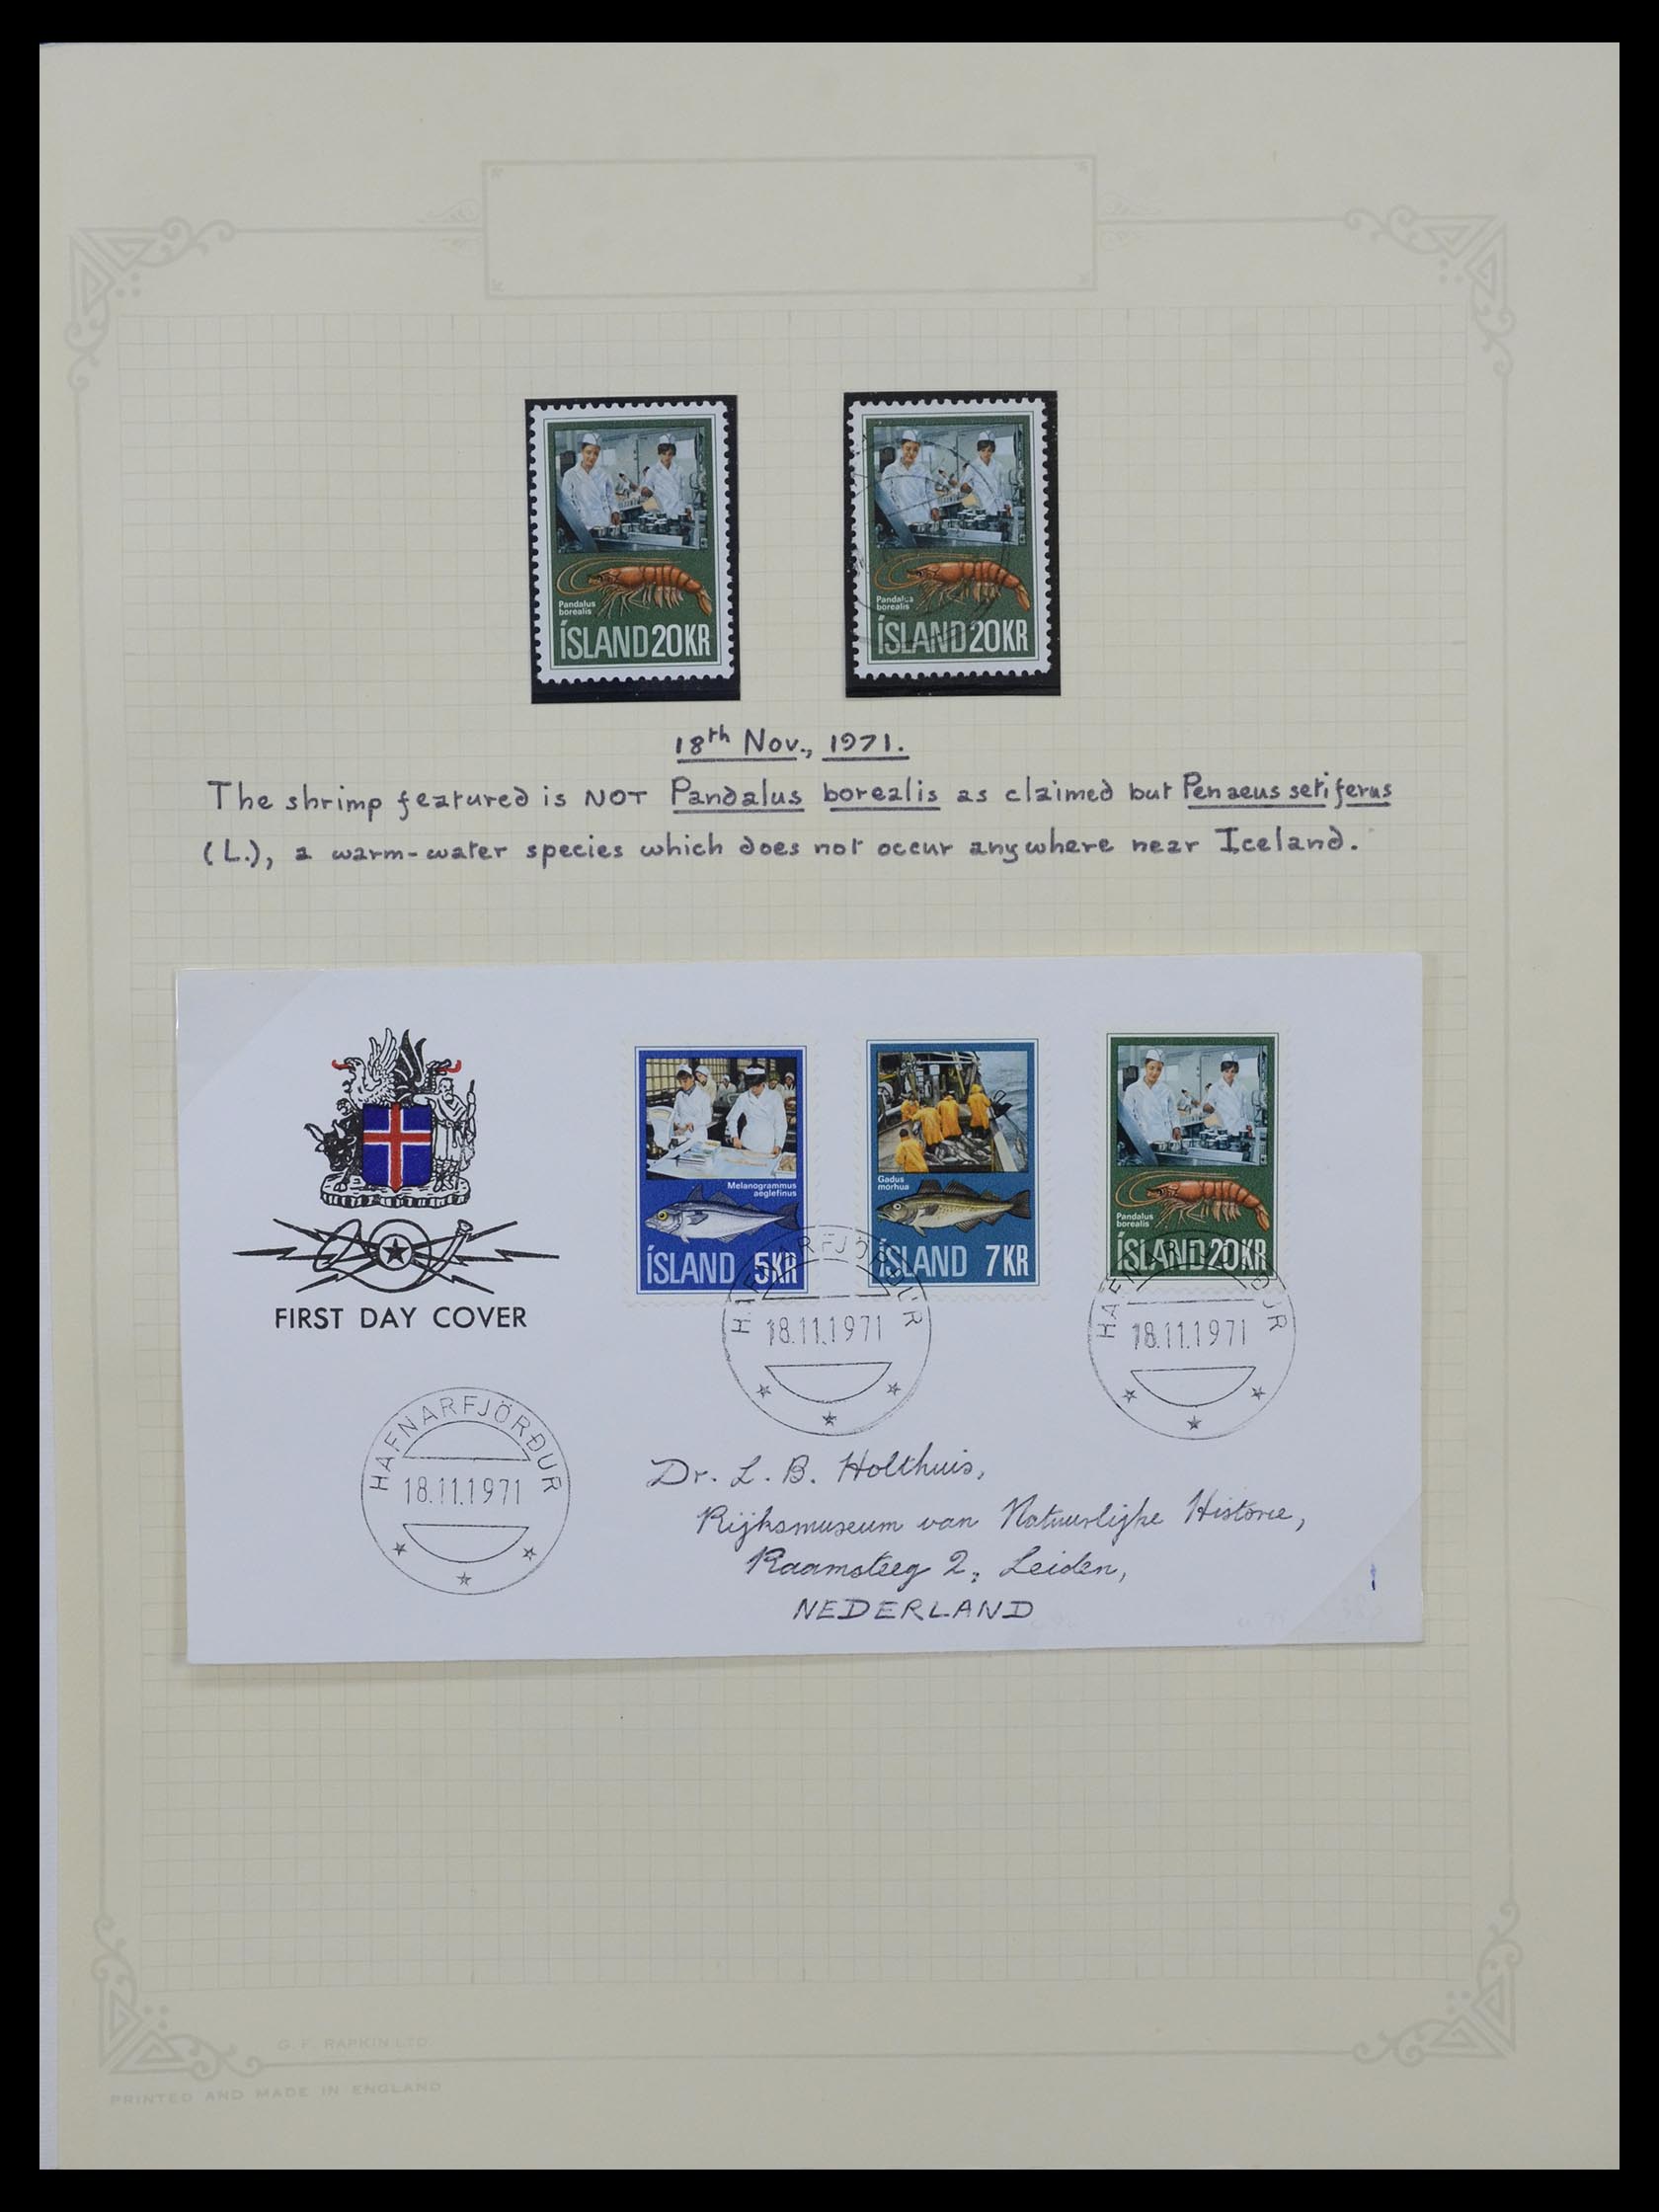 Pandalus
borealis
ÍSLAND 20KR
Pandalus
borealis
ÍSLAND 20KR
18th Nov., 1971.
The shrimp featured is NOT Pandalus borealis as claimed but Penaeus setiferus
(L.), a warm-water species which does not occur anywhere near Iceland.
Melanogrammus
aeglefinus
ÍSLAND 5KR
Gadus
morhua
ÍSLAND 7KR
Pandalus
borealis
ÍSLAND 20KR
FIRST DAY COVER
HAFNARFJÖRÐUR
18.11.1971
HAFNARFJÖRÐUR
18.11.1971
HAFNARFJÖRÐUR
18.11.1971
Dr. L. B. Holthuis,
Rijksmuseum van Natuurlijke Historie,
Raamsteeg 2, Leiden,
NEDERLAND
G. F. RAPKIN LTD
PRINTED AND MADE IN ENGLAND